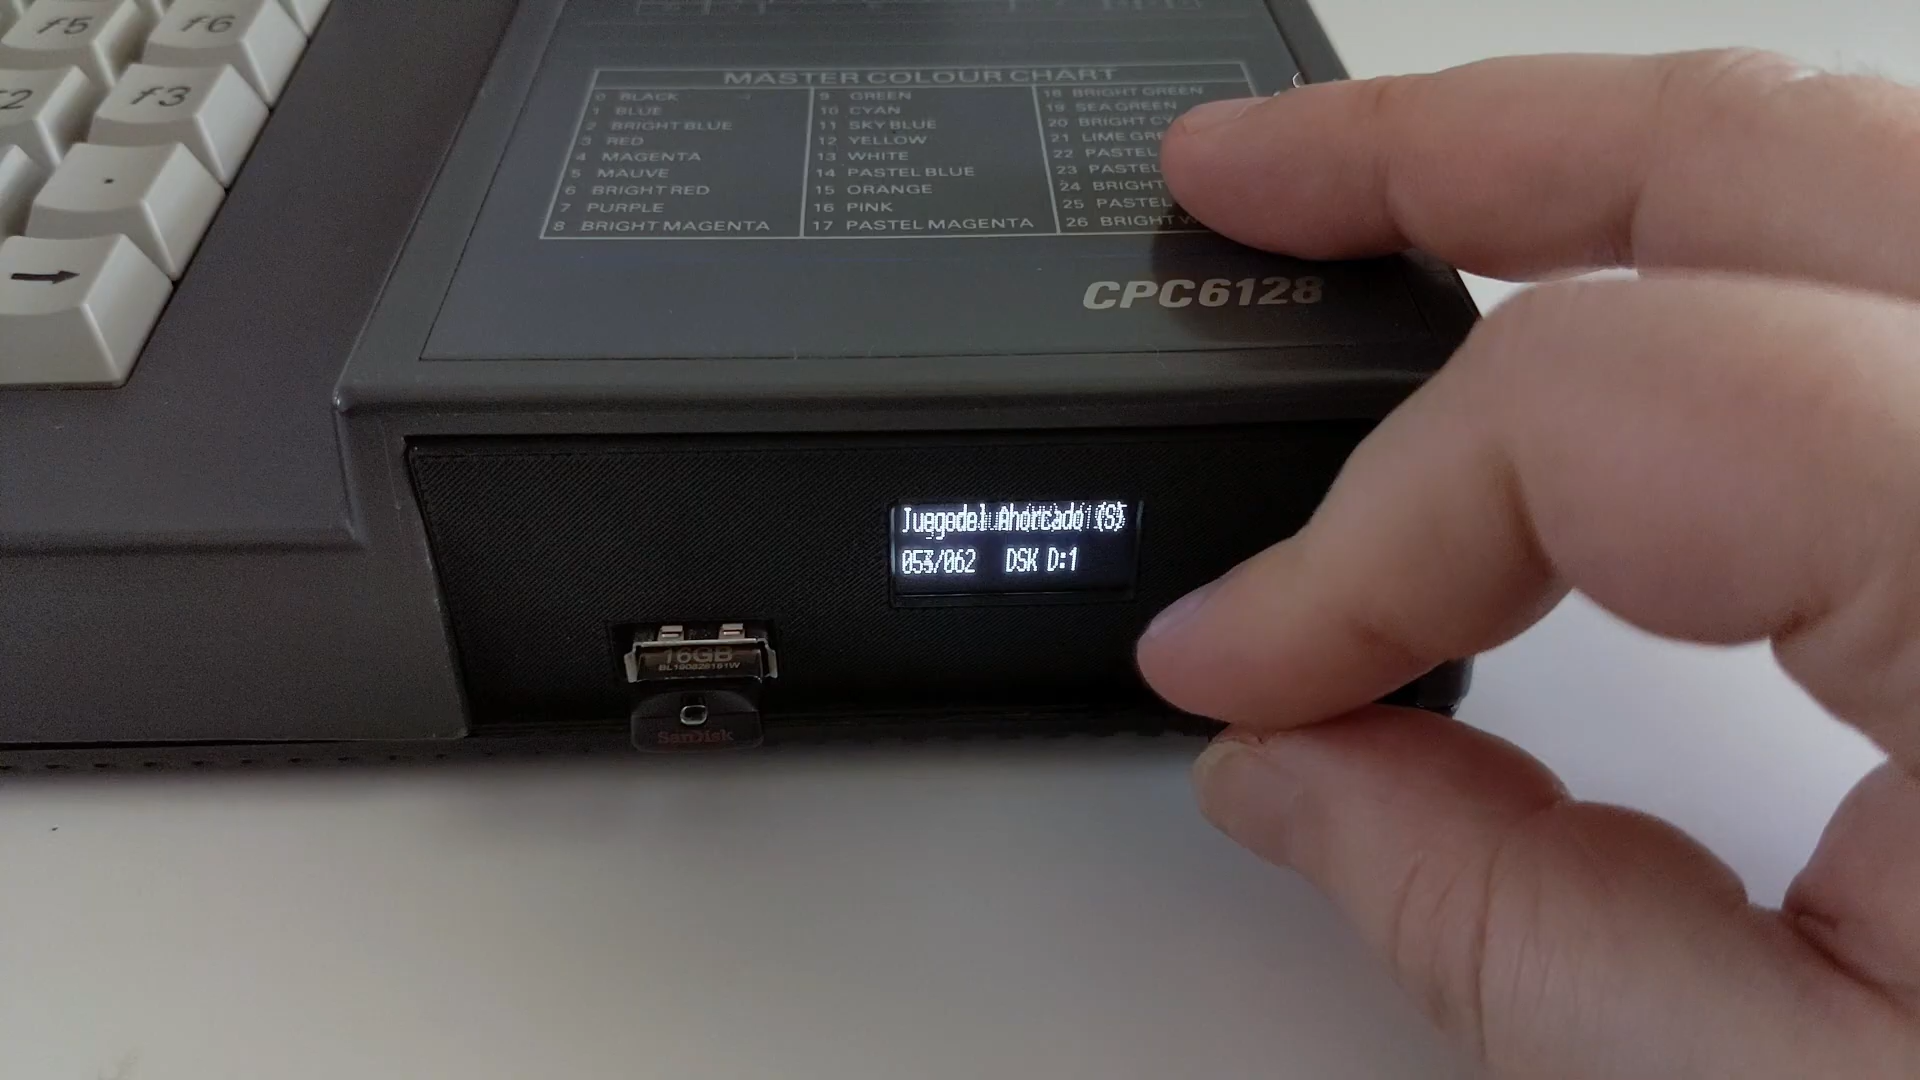 f5
f6
f3
MASTER COLOUR CHART
0 BLACK
1 BLUE
2 BRIGHT BLUE
3 RED
4 MAGENTA
5 MAUVE
6 BRIGHT RED
7 PURPLE
8 BRIGHT MAGENTA
9 GREEN
10 CYAN
11 SKY BLUE
12 YELLOW
13 WHITE
14 PASTEL BLUE
15 ORANGE
16 PINK
17 PASTEL MAGENTA
18 BRIGHT GREEN
19 SEA GREEN
20 BRIGHT
21 LIME
22 PASTEL
23 PASTEL
24 BRIGHT
25 PASTEL
26 BRIGHT
CPC6128
Ahorcado (S)
/062 DSK D:1
16GB
SanDisk